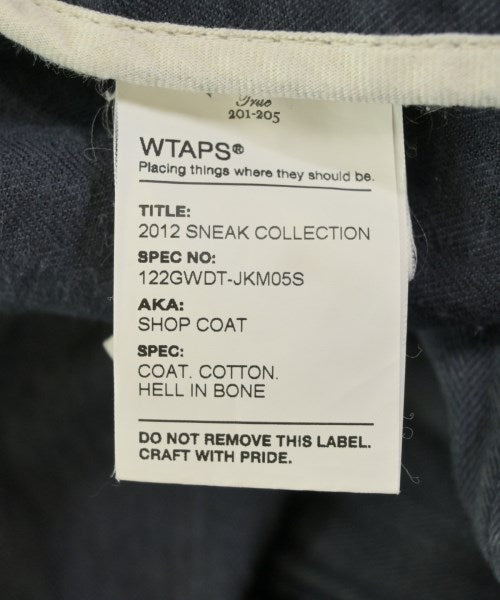 True
201-205
WTAPS®
Placing things where they should be.
TITLE:
2012 SNEAK COLLECTION
SPEC NO:
122GWDT-JKM05S
AKA:
SHOP COAT
SPEC:
COAT. COTTON.
HELL IN BONE
DO NOT REMOVE THIS LABEL.
CRAFT WITH PRIDE.